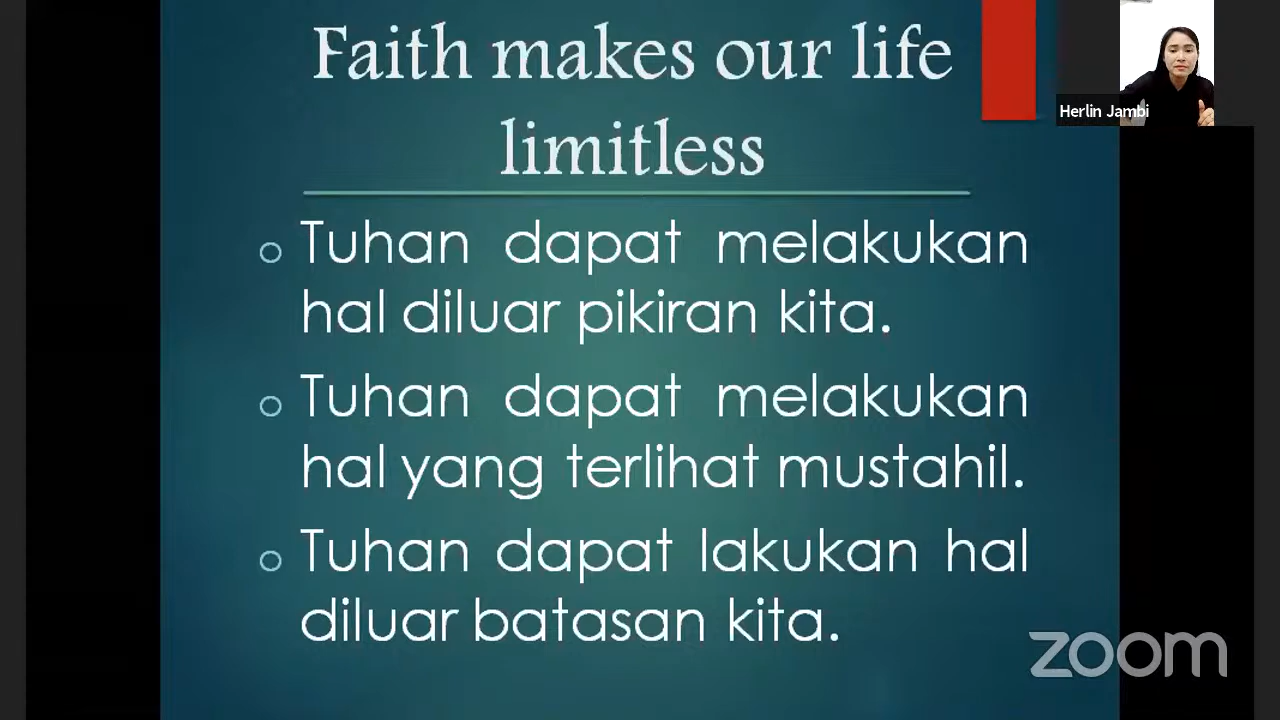 Faith makes our life
limitless
Herlin Jambi
o Tuhan dapat melakukan
hal diluar pikiran kita.
o Tuhan dapat melakukan
hal yang terlihat mustahil.
o Tuhan dapat lakukan hal
diluar batasan kita.
zoom